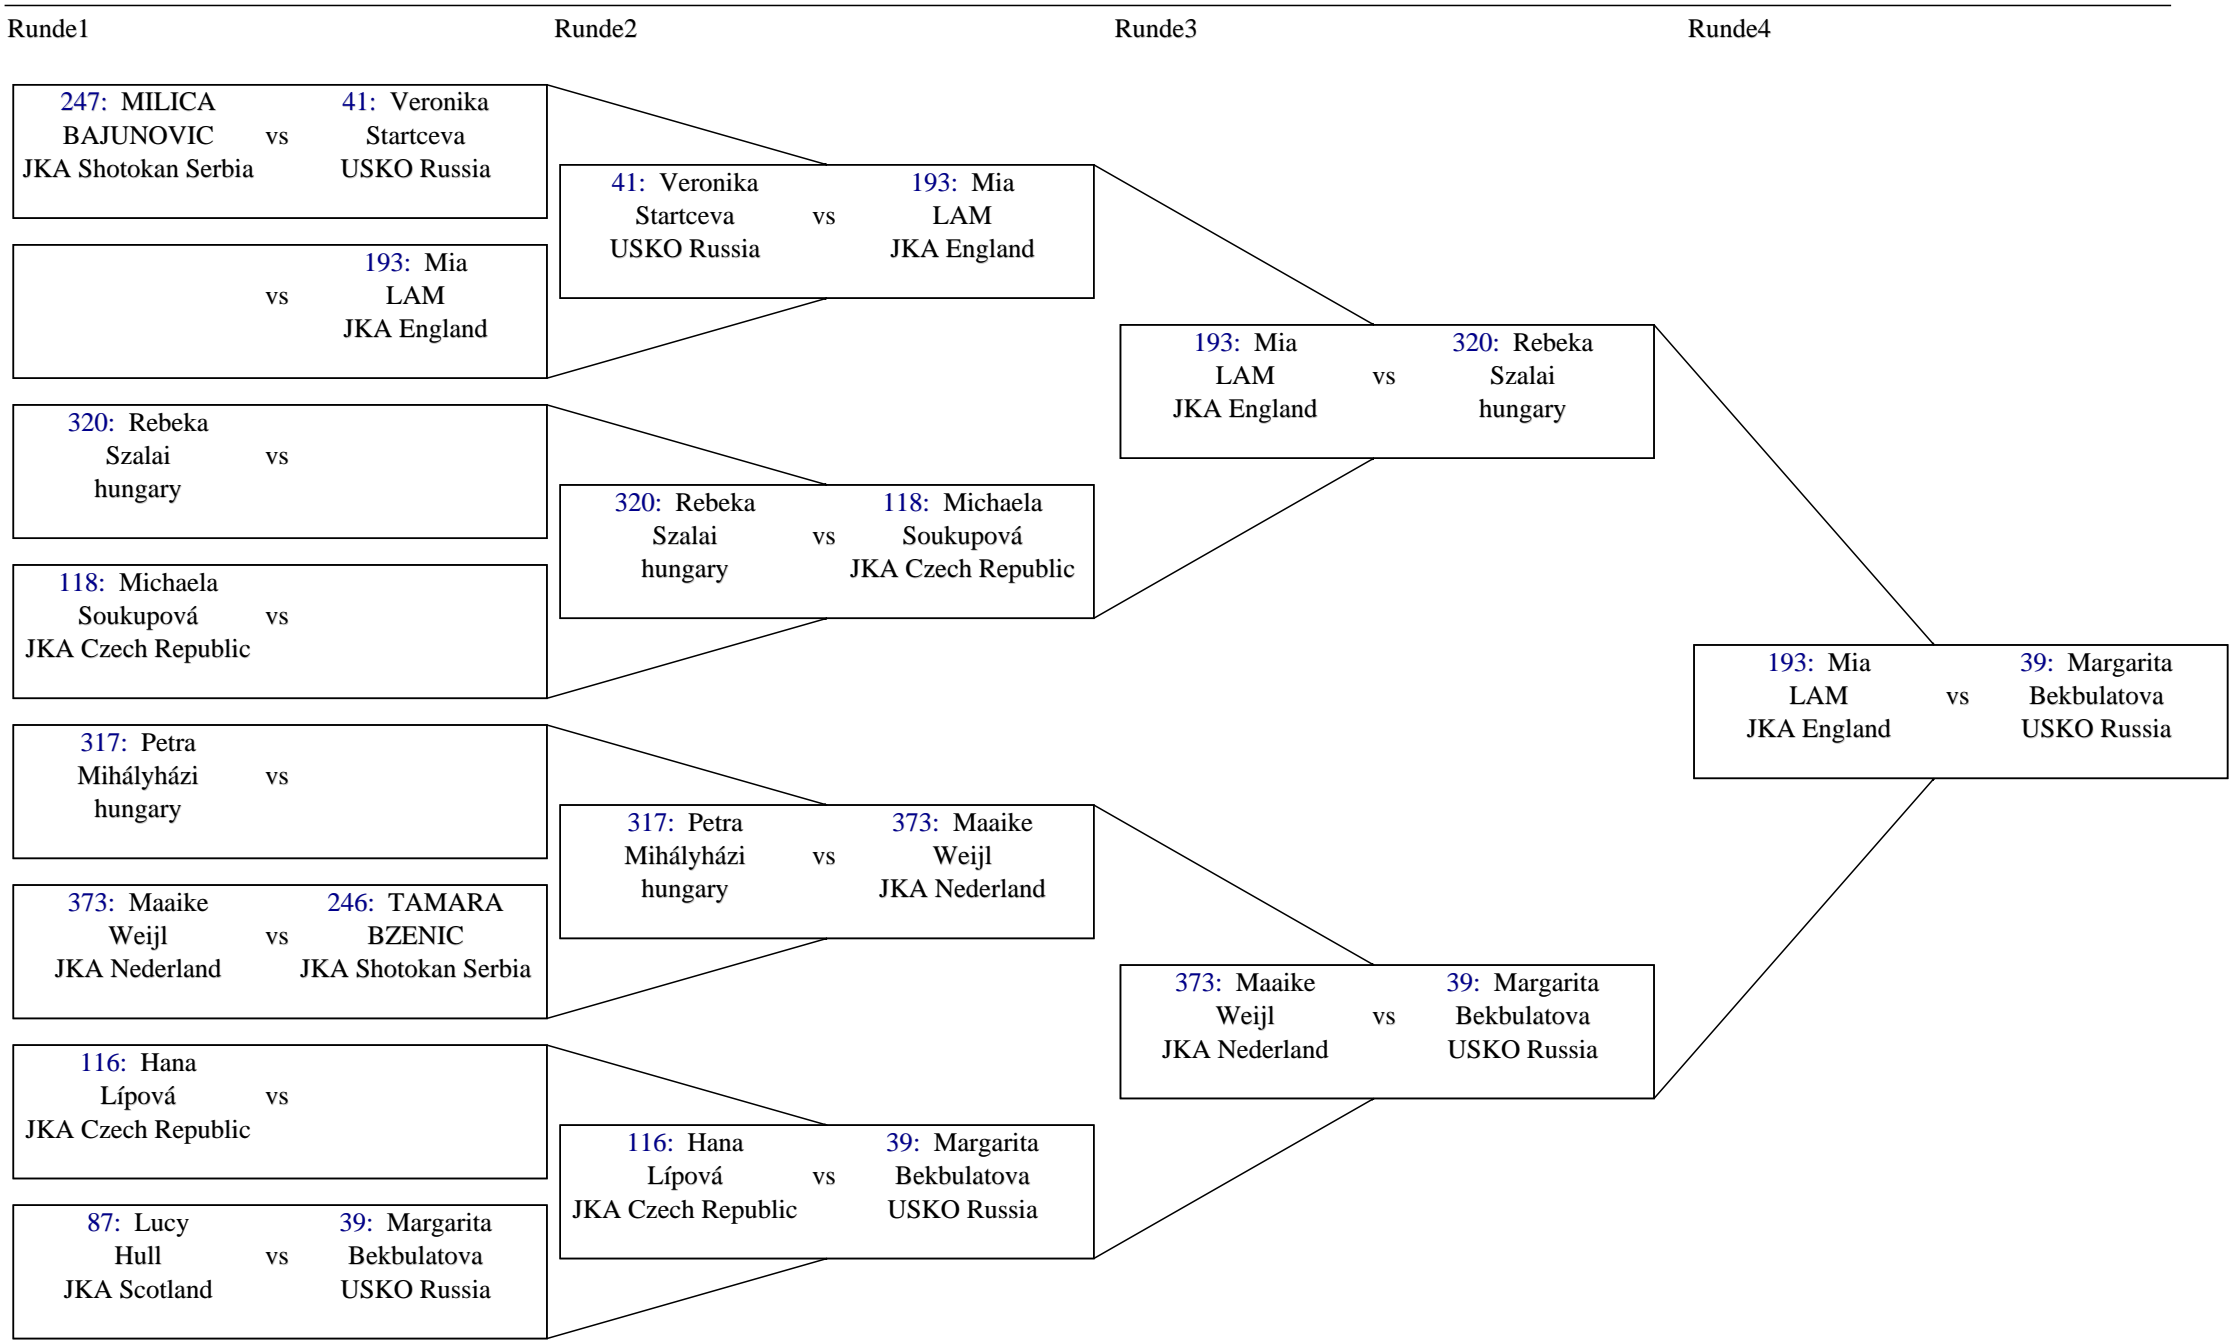 Runde1
Runde2
Runde3
Runde4
247: MILICA
BAJUNOVIC
JKA Shotokan Serbia
vs
41: Veronika
Startceva
USKO Russia
vs
193: Mia
LAM
JKA England
320: Rebeka
Szalai
hungary
vs
118: Michaela
Soukupová
JKA Czech Republic
vs
317: Petra
Mihályházi
hungary
vs
373: Maaike
Weijl
JKA Nederland
vs
246: TAMARA
BZENIC
JKA Shotokan Serbia
116: Hana
Lípová
JKA Czech Republic
vs
87: Lucy
Hull
JKA Scotland
vs
39: Margarita
Bekbulatova
USKO Russia
41: Veronika
Startceva
USKO Russia
vs
193: Mia
LAM
JKA England
320: Rebeka
Szalai
hungary
vs
118: Michaela
Soukupová
JKA Czech Republic
317: Petra
Mihályházi
hungary
vs
373: Maaike
Weijl
JKA Nederland
116: Hana
Lípová
JKA Czech Republic
vs
39: Margarita
Bekbulatova
USKO Russia
193: Mia
LAM
JKA England
vs
320: Rebeka
Szalai
hungary
373: Maaike
Weijl
JKA Nederland
vs
39: Margarita
Bekbulatova
USKO Russia
193: Mia
LAM
JKA England
vs
39: Margarita
Bekbulatova
USKO Russia